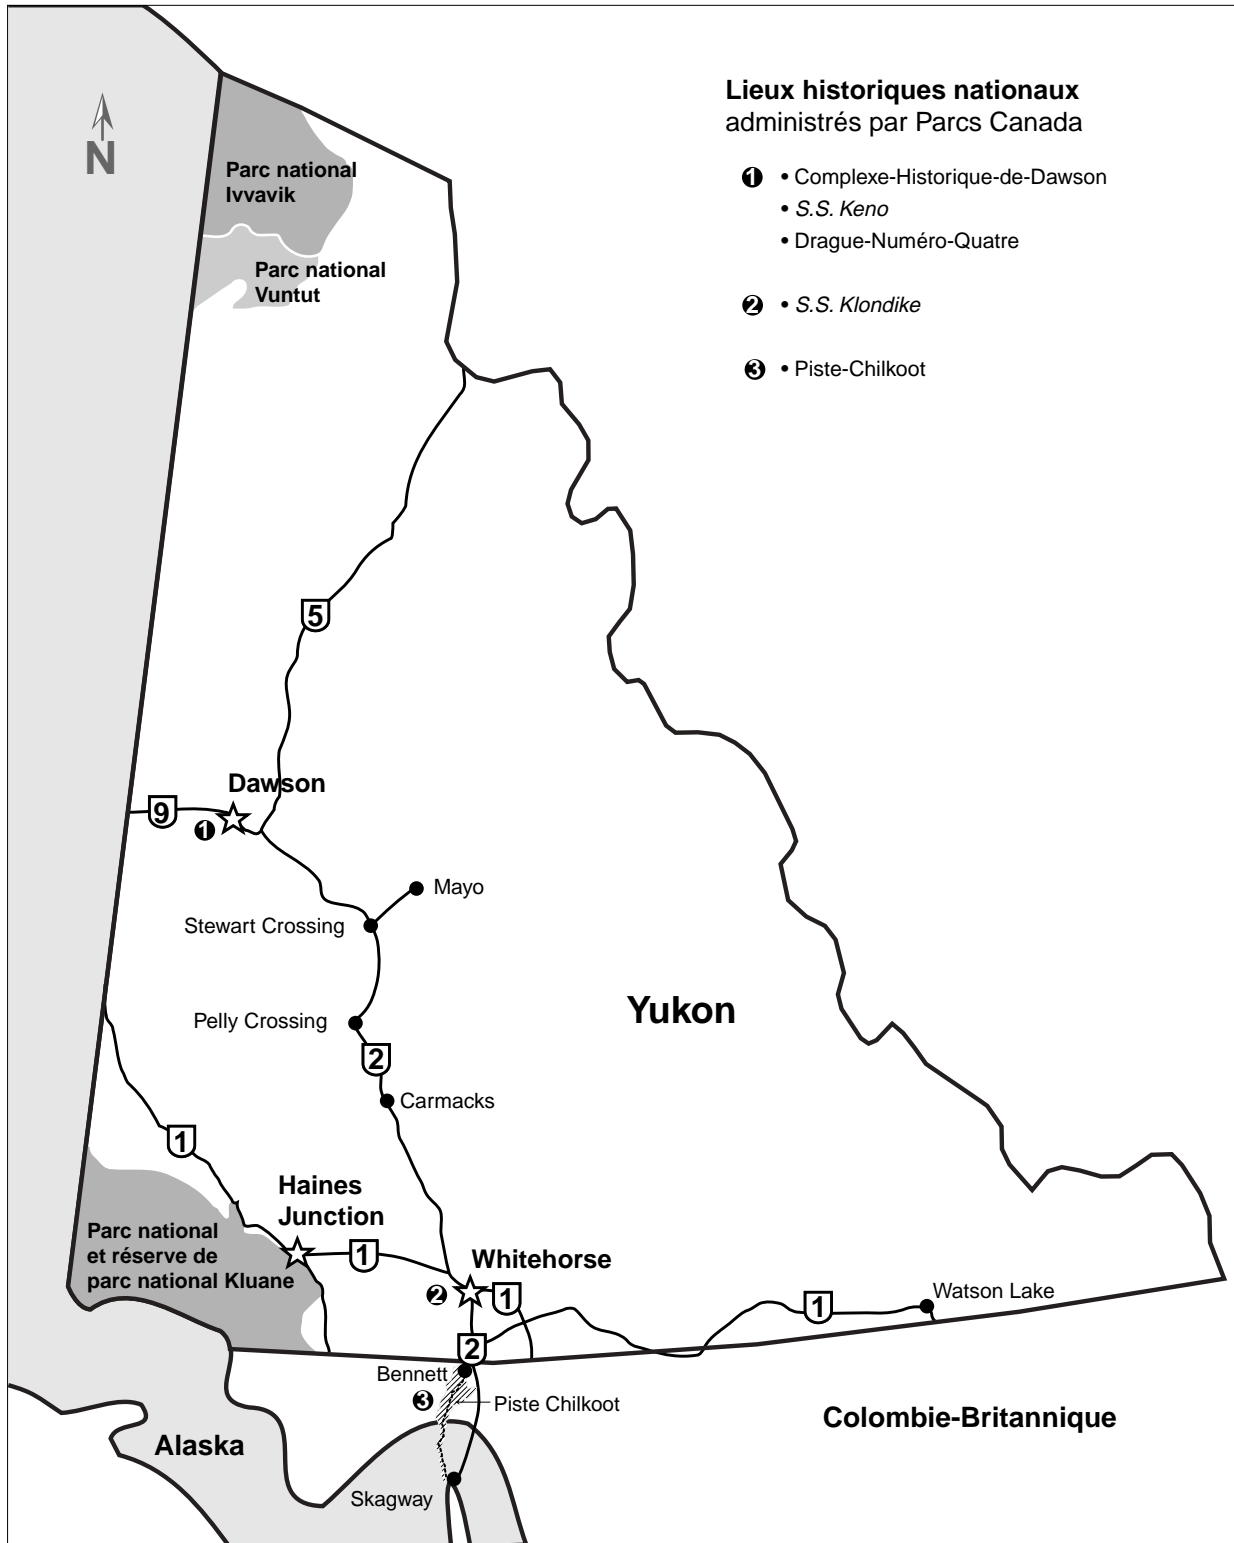 Lieux historiques nationaux
administrés par Parcs Canada
1 • Complexe-Historique-de-Dawson
• S.S. Keno
• Drague-Numéro-Quatre
2 • S.S. Klondike
3 • Piste-Chilkoot
N
Parc national
Ivvavik
Parc national
Vuntut
5
Dawson
9
1
Mayo
Stewart Crossing
Yukon
Pelly Crossing
2
Carmacks
1
Haines
Junction
Parc national
et réserve de
parc national Kluane
1
Whitehorse
2
1
1
Watson Lake
2
Bennett
3
Piste Chilkoot
Colombie-Britannique
Alaska
Skagway